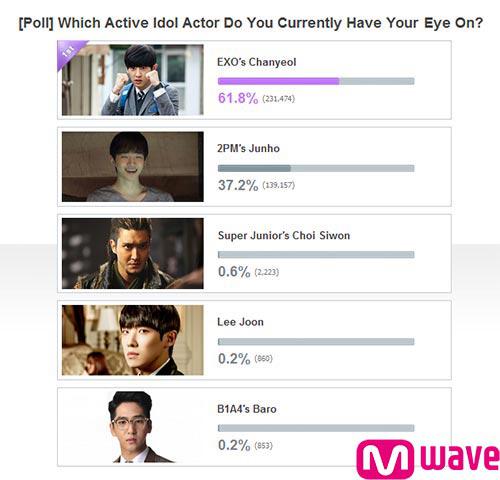 [Poll] Which Active Idol Actor Do You Currently Have Your Eye On?
1st
EXO's Chanyeol
61.8% (231,474)
2PM's Junho
37.2% (139,157)
Super Junior's Choi Siwon
0.6% (2,223)
Lee Joon
0.2% (860)
B1A4's Baro
0.2% (853)
M wave